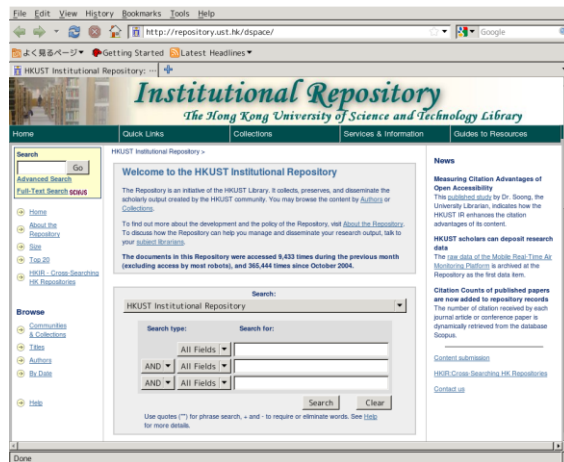 File Edit View History Bookmarks Tools Help
http://repository.ust.hk/dspace/
Google
よく見るページ Getting Started Latest Headlines
HKUST Institutional Repository: ...
Institutional Repository
The Hong Kong University of Science and Technology Library
Home Quick Links Collections Services & Information Guides to Resources
Search
Go
Advanced Search
Full-Text Search scirus
Home
About the
Repository
Size
Top 20
HKIR - Cross-Searching
HK Repositories
Browse
Communities
& Collections
Titles
Authors
By Date
Help
HKUST Institutional Repository »
Welcome to the HKUST Institutional Repository
The Repository is an initiative of the HKUST Library. It collects, preserves, and disseminate the
scholarly output created by the HKUST community. You may browse the content by Authors or
Collections.
To find out more about the development and the policy of the Repository, visit About the Repository.
To discuss how the Repository can help you manage and disseminate your research output, talk to
your subject librarians.
The documents in this Repository were accessed 9,433 times during the previous month
(excluding access by most robots), and 365,444 times since October 2004.
Search:
HKUST Institutional Repository
Search type: Search for:
All Fields
AND All Fields
AND All Fields
Search Clear
Use quotes ("") for phrase search, + and - to require or eliminate words. See Help
for more details.
News
Measuring Citation Advantages of
Open Accessibility
This published study by Dr. Soong, the
University Librarian, indicates how the
HKUST IR enhances the citation
advantages of its content.
HKUST scholars can deposit research
data
The raw data of the Mobile Real-Time Air
Monitoring Platform is archived at the
Repository as the first data item.
Citation Counts of published papers
are now added to repository records
The number of citation received by each
journal article or conference paper is
dynamically retrieved from the database
Scopus.
Content submission
HKIR:Cross-Searching HK Repositories
Contact us
Done